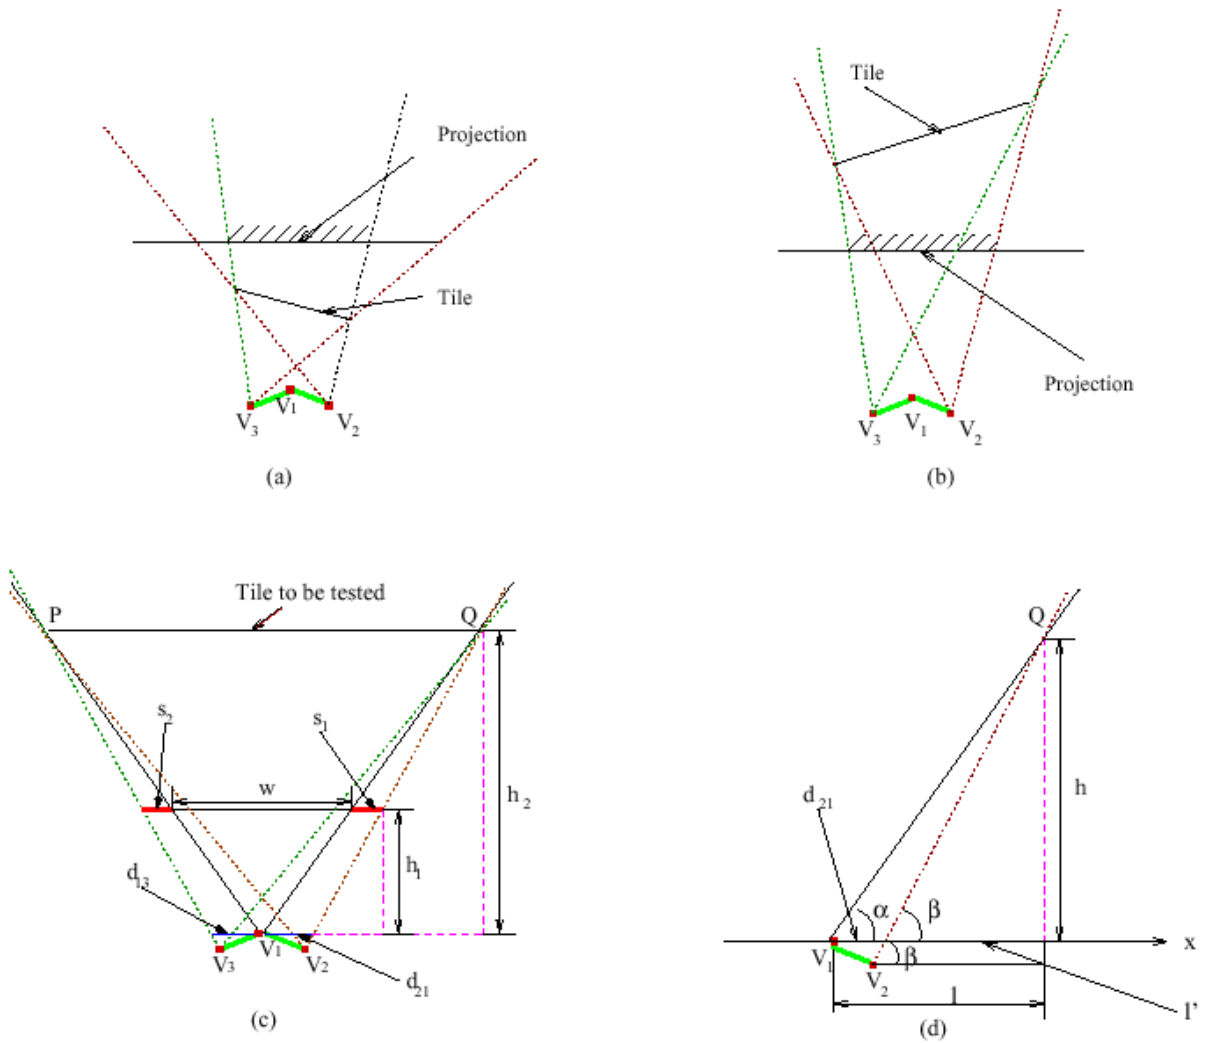 Projection
Tile
V3
V1
V2
(a)
Tile
Projection
V3
V1
V2
(b)
Tile to be tested
P
Q
s2
s1
w
h2
h1
d13
V3
V1
V2
d21
(c)
Q
d21
h
α
β
x
V1
β
V2
l
l'
(d)